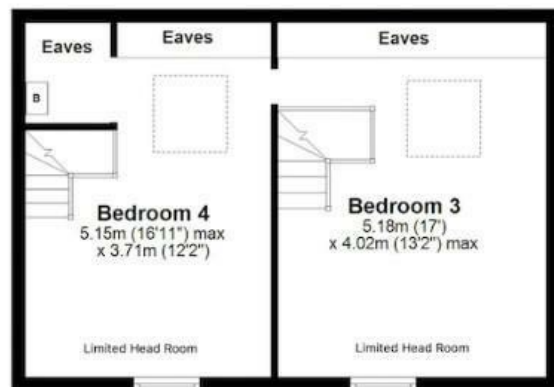 Eaves
Eaves
Eaves
B
Bedroom 4
5.15m (16'11") max
x 3.71m (12'2")
Bedroom 3
5.18m (17')
x 4.02m (13'2") max
Limited Head Room
Limited Head Room